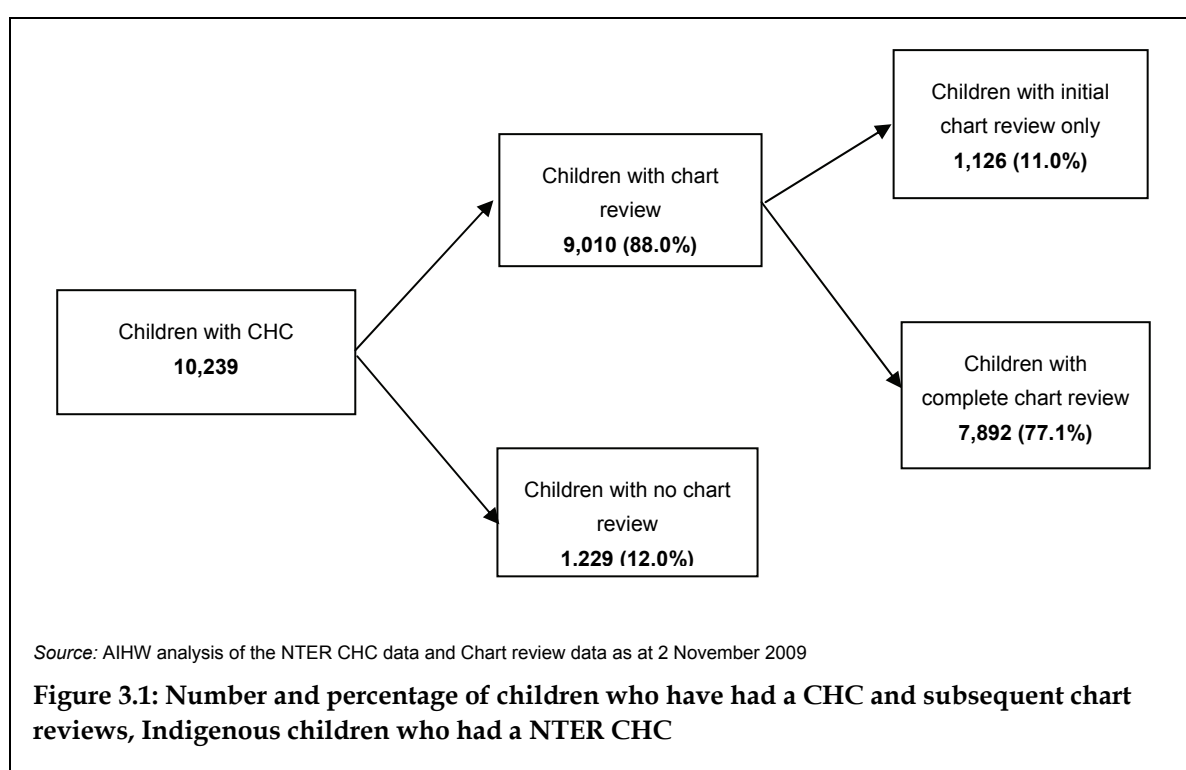 Children with initial
chart review only
1,126 (11.0%)
Children with chart
review
9,010 (88.0%)
Children with CHC
10,239
Children with
complete chart review
7,892 (77.1%)
Children with no chart
review
1.229 (12.0%)
Source: AIHW analysis of the NTER CHC data and Chart review data as at 2 November 2009
Figure 3.1: Number and percentage of children who have had a CHC and subsequent chart
reviews, Indigenous children who had a NTER CHC